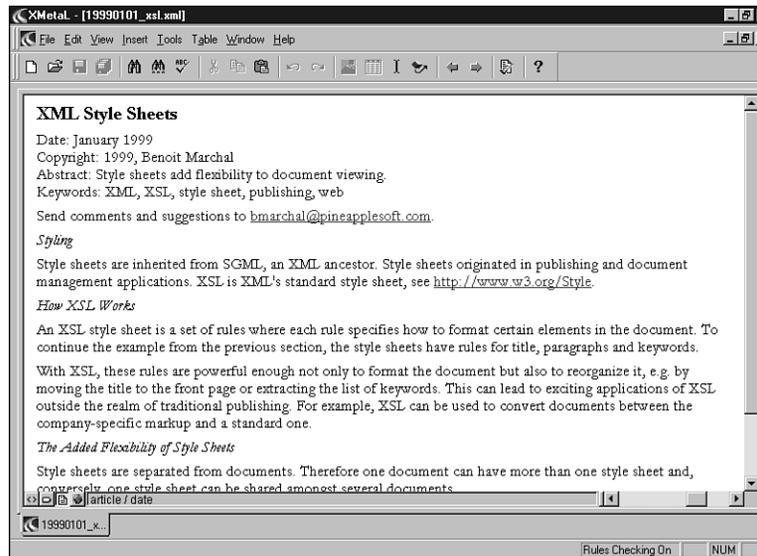 XMetaL - [19990101_xsl.xml]
File Edit View Insert Tools Table Window Help
ABC
?
XML Style Sheets
Date: January 1999
Copyright: 1999, Benoit Marchal
Abstract: Style sheets add flexibility to document viewing.
Keywords: XML, XSL, style sheet, publishing, web
Send comments and suggestions to bmarchal@pineapplesoft.com.
Styling
Style sheets are inherited from SGML, an XML ancestor. Style sheets originated in publishing and document
management applications. XSL is XML's standard style sheet, see http://www.w3.org/Style.
How XSL Works
An XSL style sheet is a set of rules where each rule specifies how to format certain elements in the document. To
continue the example from the previous section, the style sheets have rules for title, paragraphs and keywords.
With XSL, these rules are powerful enough not only to format the document but also to reorganize it, e.g. by
moving the title to the front page or extracting the list of keywords. This can lead to exciting applications of XSL
outside the realm of traditional publishing. For example, XSL can be used to convert documents between the
company-specific markup and a standard one.
The Added Flexibility of Style Sheets
Style sheets are separated from documents. Therefore one document can have more than one style sheet and,
conversely, one style sheet can be shared amongst several documents.
article / date
19990101_x...
Rules Checking On NUM